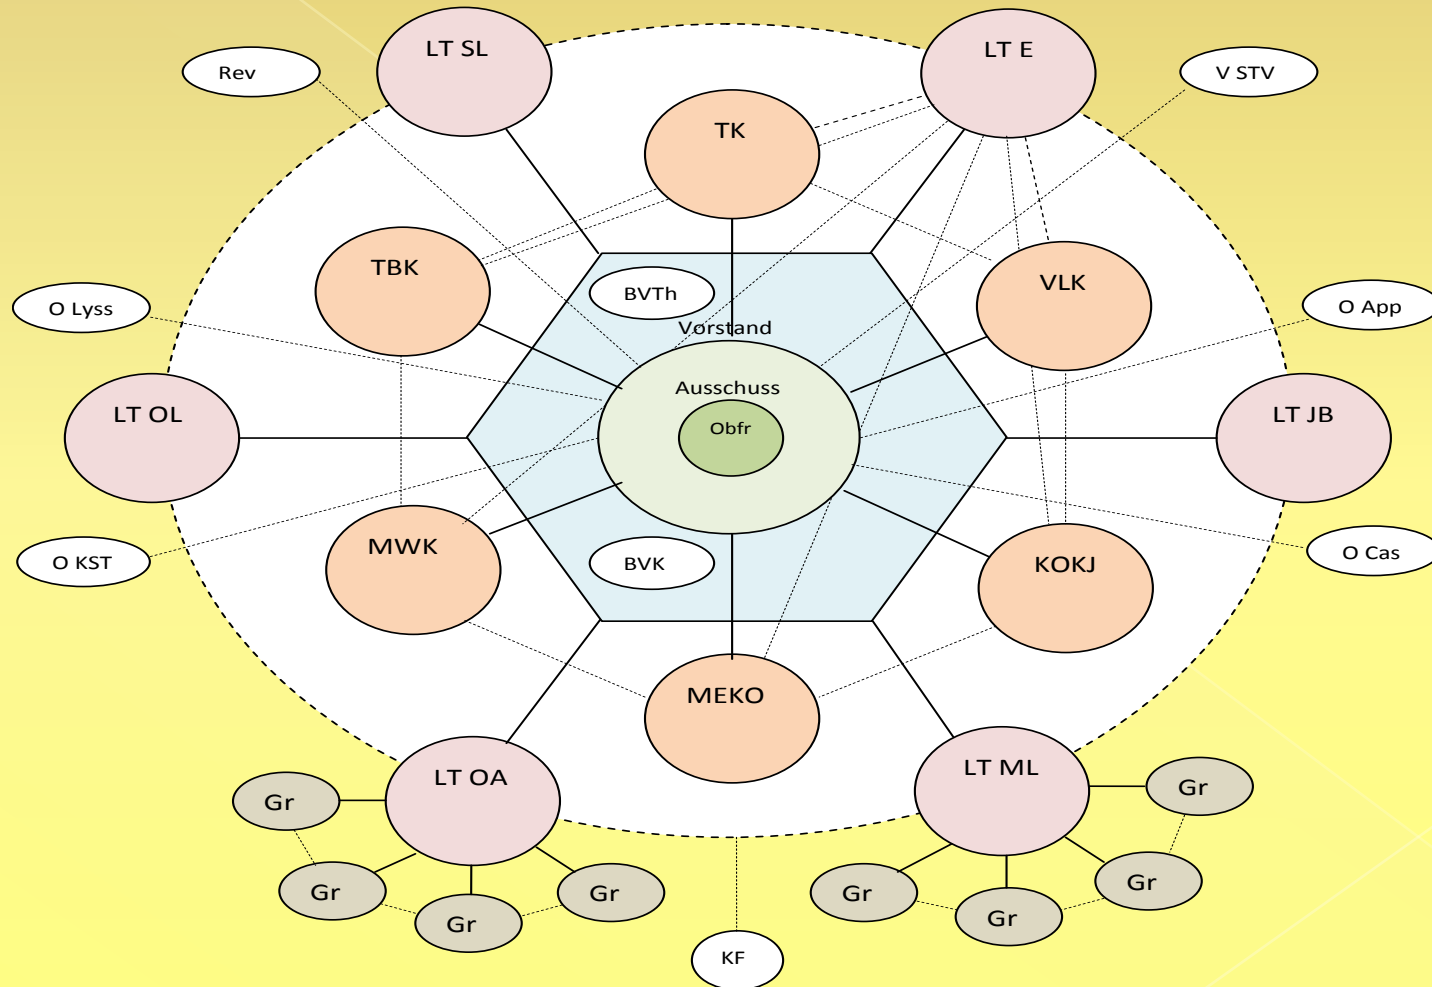 LT SL
LT E
Rev
V STV
TK
TBK
VLK
BVTh
O Lyss
O App
Vorstand
Ausschuss
LT OL
LT JB
Obfr
MWK
O KST
BVK
KOKJ
O Cas
MEKO
LT OA
LT ML
Gr
Gr
Gr
Gr
Gr
Gr
Gr
Gr
KF